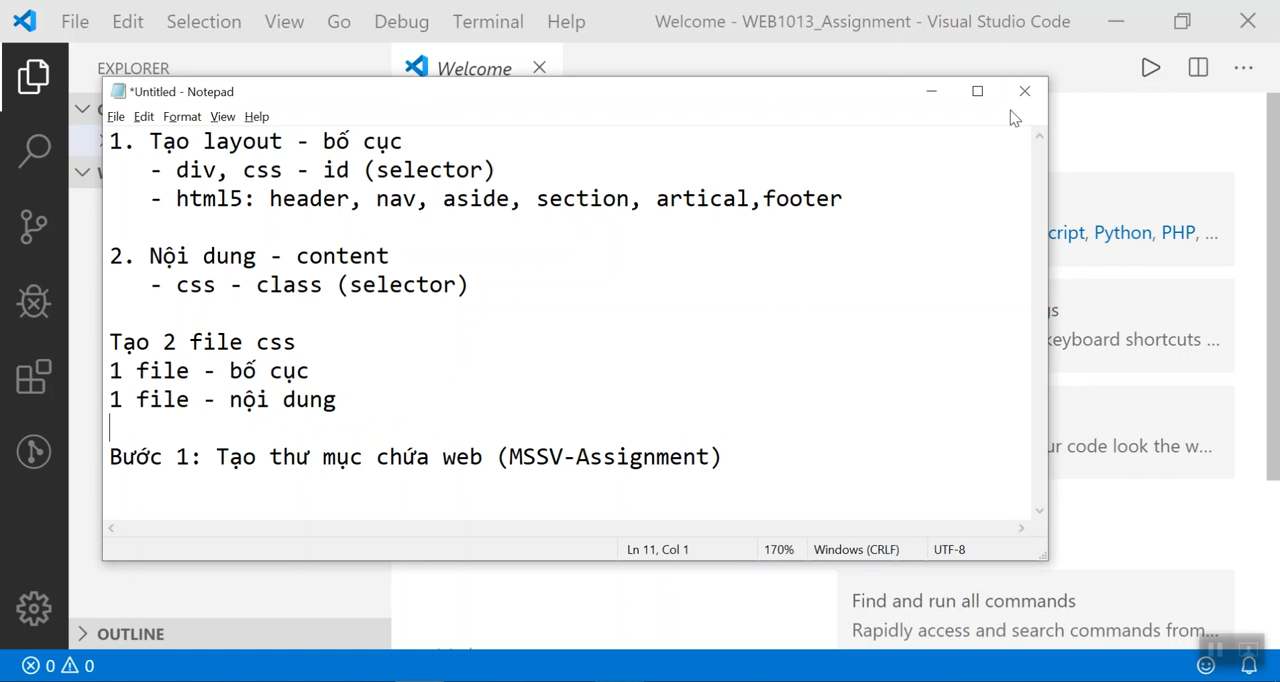 File Edit Selection View Go Debug Terminal Help Welcome - WEB1013_Assignment - Visual Studio Code
EXPLORER
Welcome
*Untitled - Notepad
File Edit Format View Help
1. Tạo layout - bố cục
- div, css - id (selector)
- html5: header, nav, aside, section, artical,footer
2. Nội dung - content
- css - class (selector)
Tạo 2 file css
1 file - bố cục
1 file - nội dung
Bước 1: Tạo thư mục chứa web (MSSV-Assignment)
Ln 11, Col 1 170% Windows (CRLF) UTF-8
cript, Python, PHP, ...
keyboard shortcuts ...
ur code look the w...
Find and run all commands
Rapidly access and search commands from...
OUTLINE
0 0